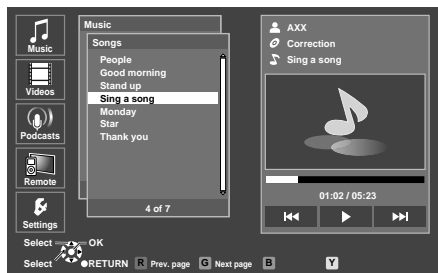 Music
Videos
Podcasts
Remote
Settings
Music
Songs
People
Good morning
Stand up
Sing a song
Monday
Star
Thank you
4 of 7
AXX
Correction
Sing a song
01:02 / 05:23
Select OK
Select RETURN R Prev. page G Next page B Y